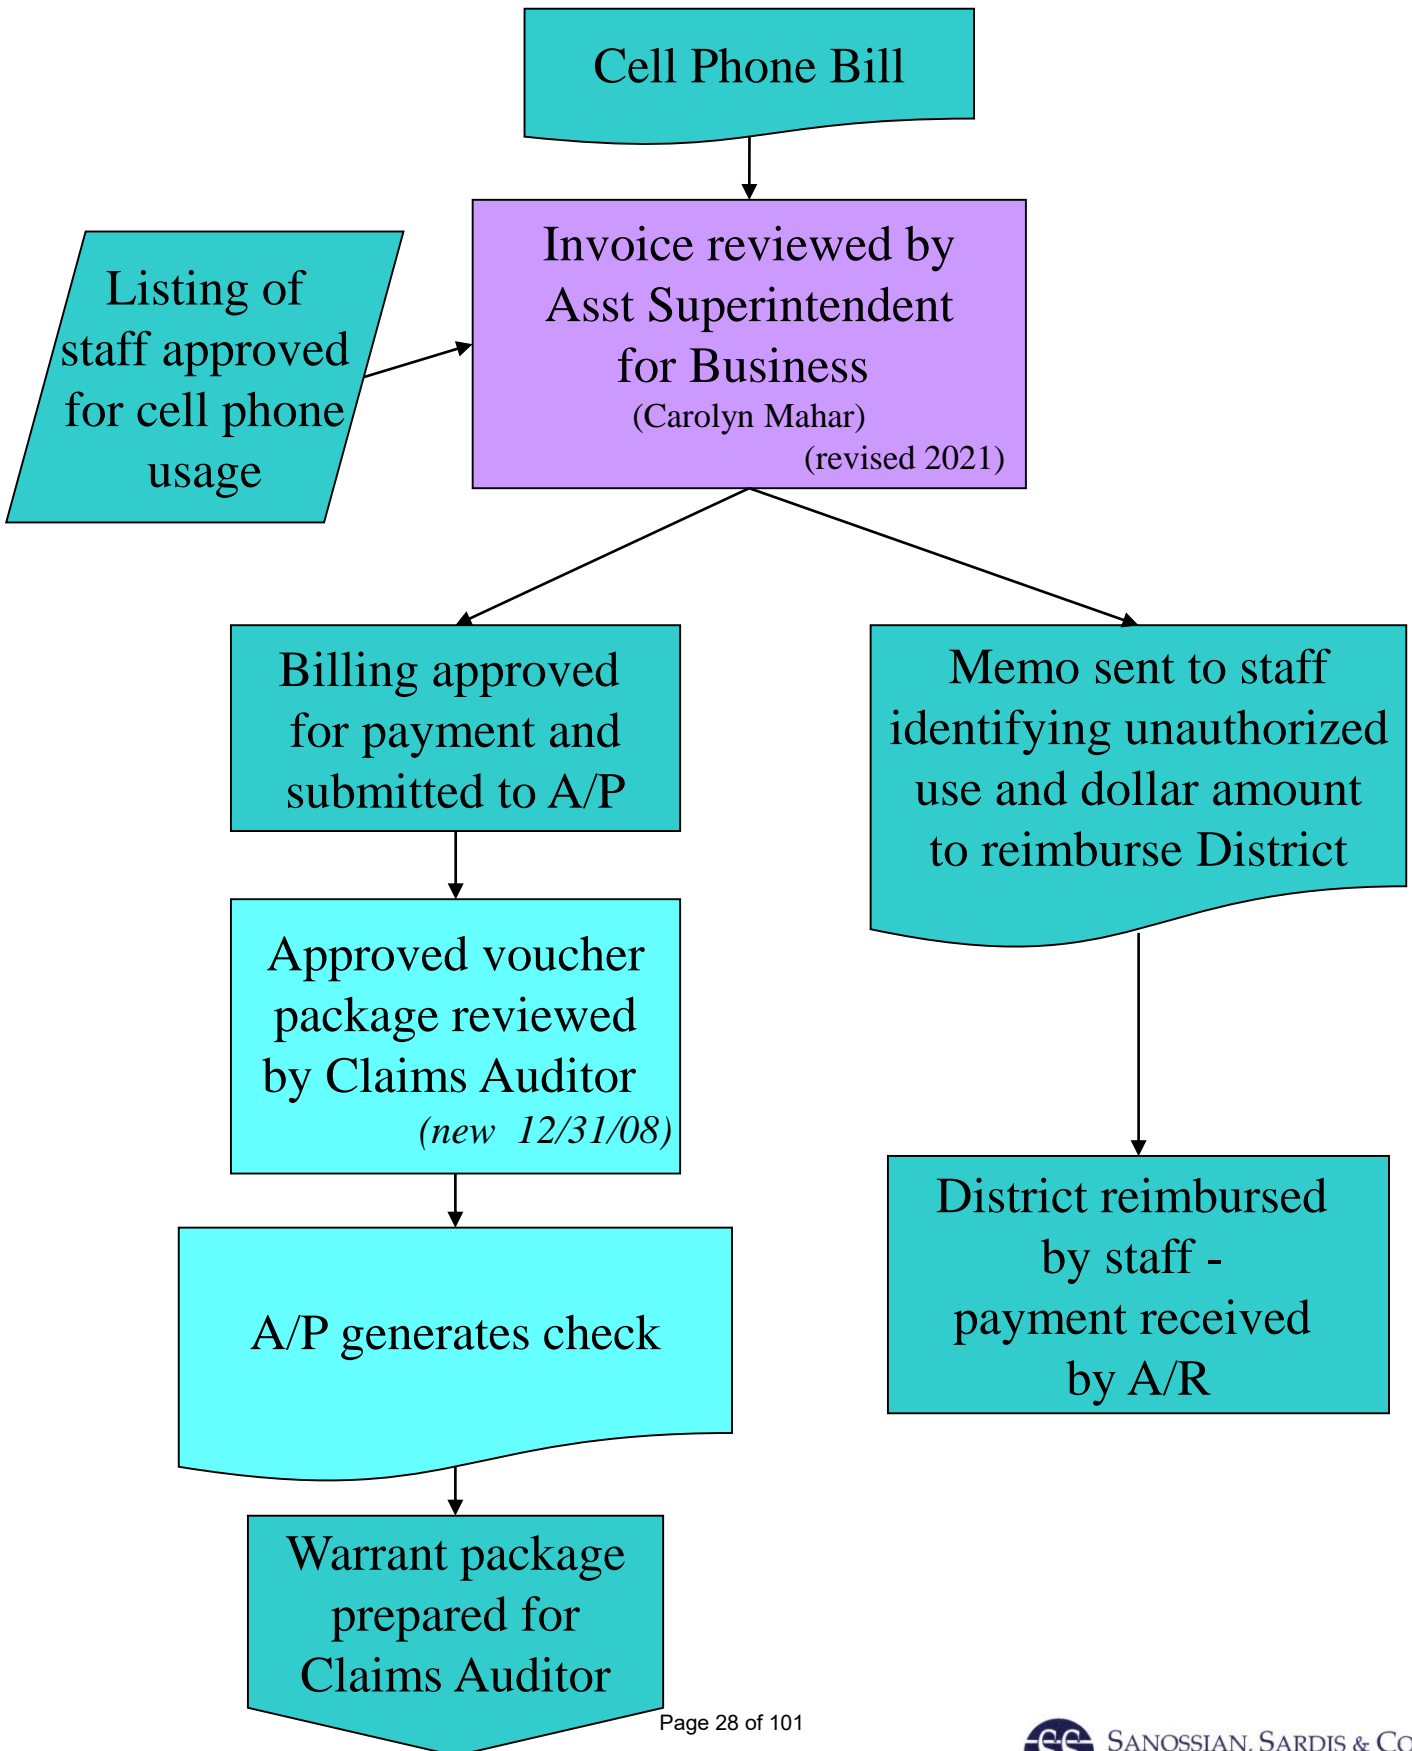 Cell Phone Bill
Invoice reviewed by
Asst Superintendent
for Business
(Carolyn Mahar)
(revised 2021)
Listing of
staff approved
for cell phone
usage
Billing approved
for payment and
submitted to A/P
Memo sent to staff
identifying unauthorized
use and dollar amount
to reimburse District
Approved voucher
package reviewed
by Claims Auditor
(new 12/31/08)
District reimbursed
by staff -
payment received
by A/R
A/P generates check
Warrant package
prepared for
Claims Auditor
Page 28 of 101
SANOSSIAN, SARDIS & CO